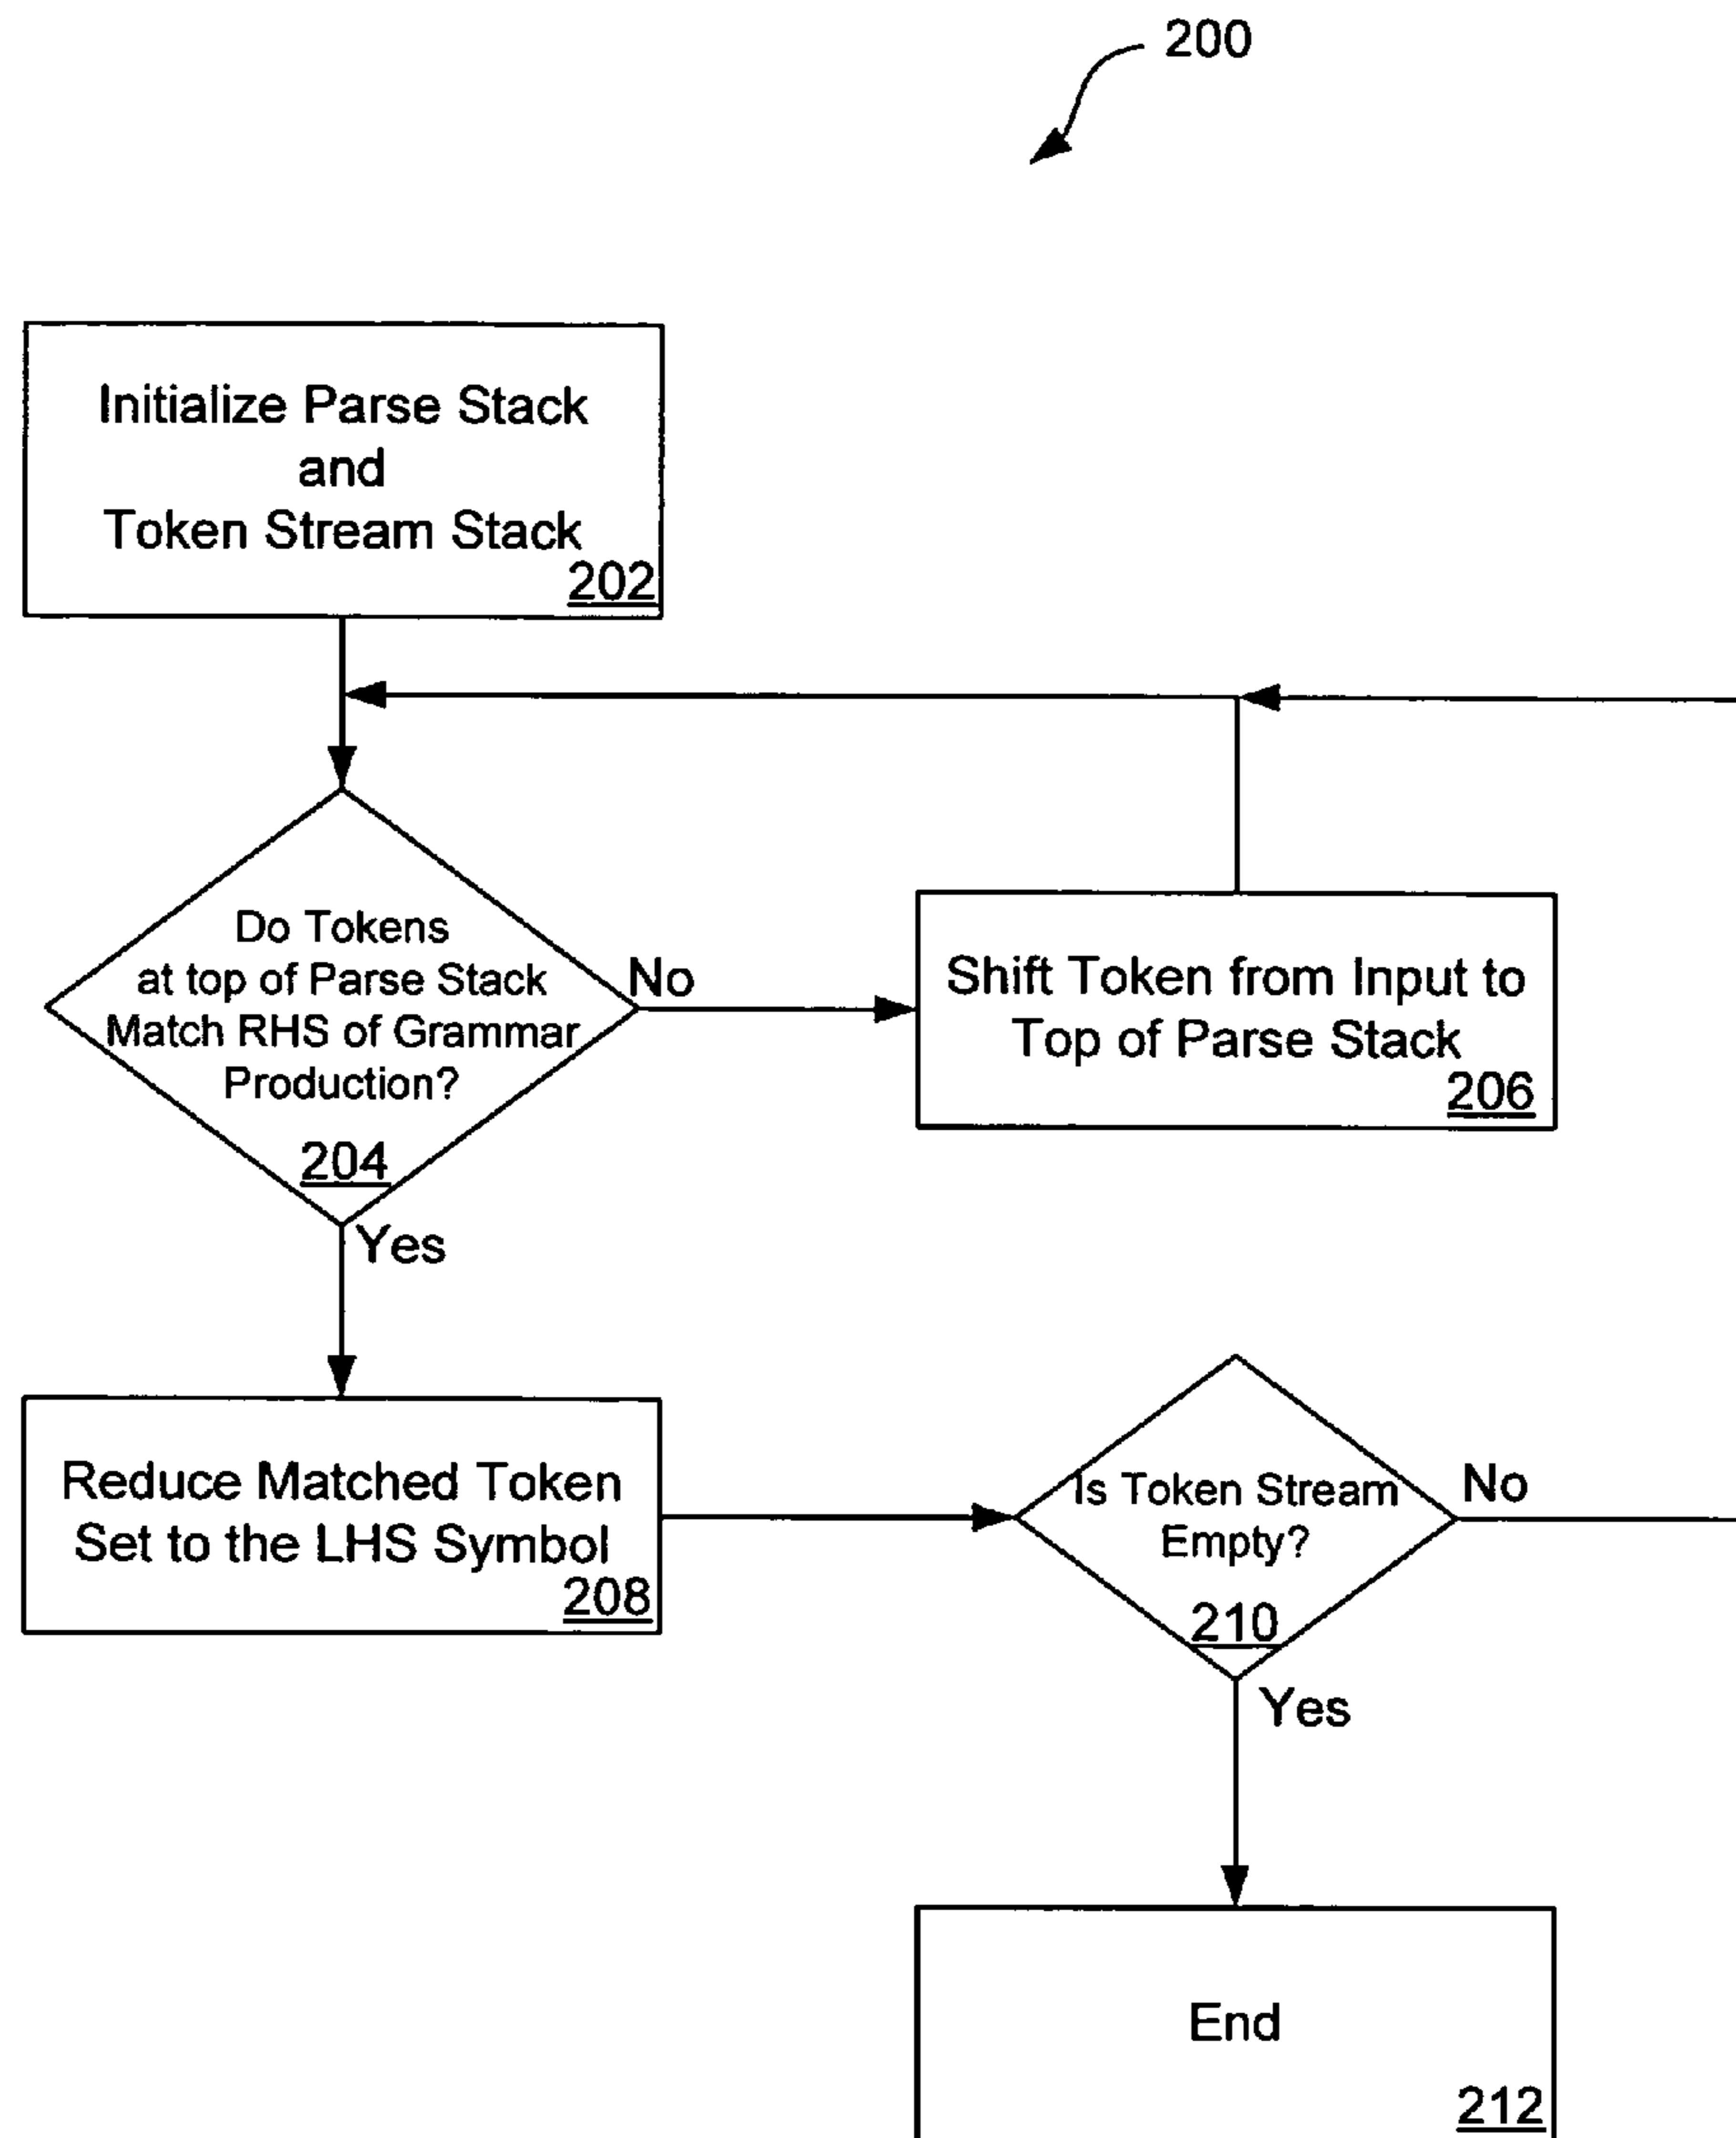 200
Initialize Parse Stack
and
Token Stream Stack
202
Do Tokens
at top of Parse Stack
Match RHS of Grammar
Production?
204
No
Shift Token from Input to
Top of Parse Stack
206
Yes
Reduce Matched Token
Set to the LHS Symbol
208
Is Token Stream
Empty?
210
No
Yes
End
212